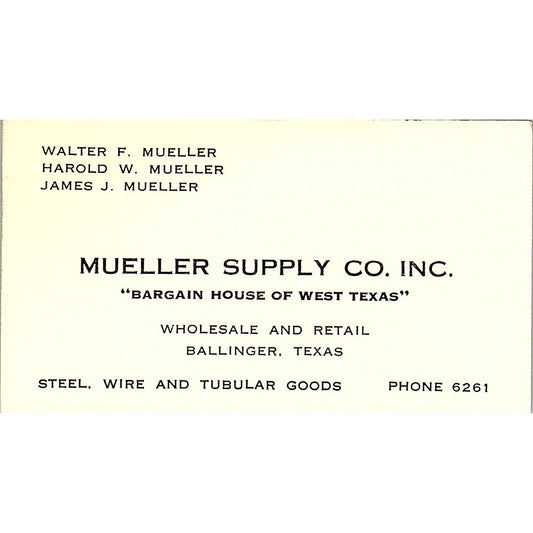 WALTER F. MUELLER
HAROLD W. MUELLER
JAMES J. MUELLER
MUELLER SUPPLY CO. INC.
"BARGAIN HOUSE OF WEST TEXAS"
WHOLESALE AND RETAIL
BALLINGER, TEXAS
STEEL, WIRE AND TUBULAR GOODS PHONE 6261